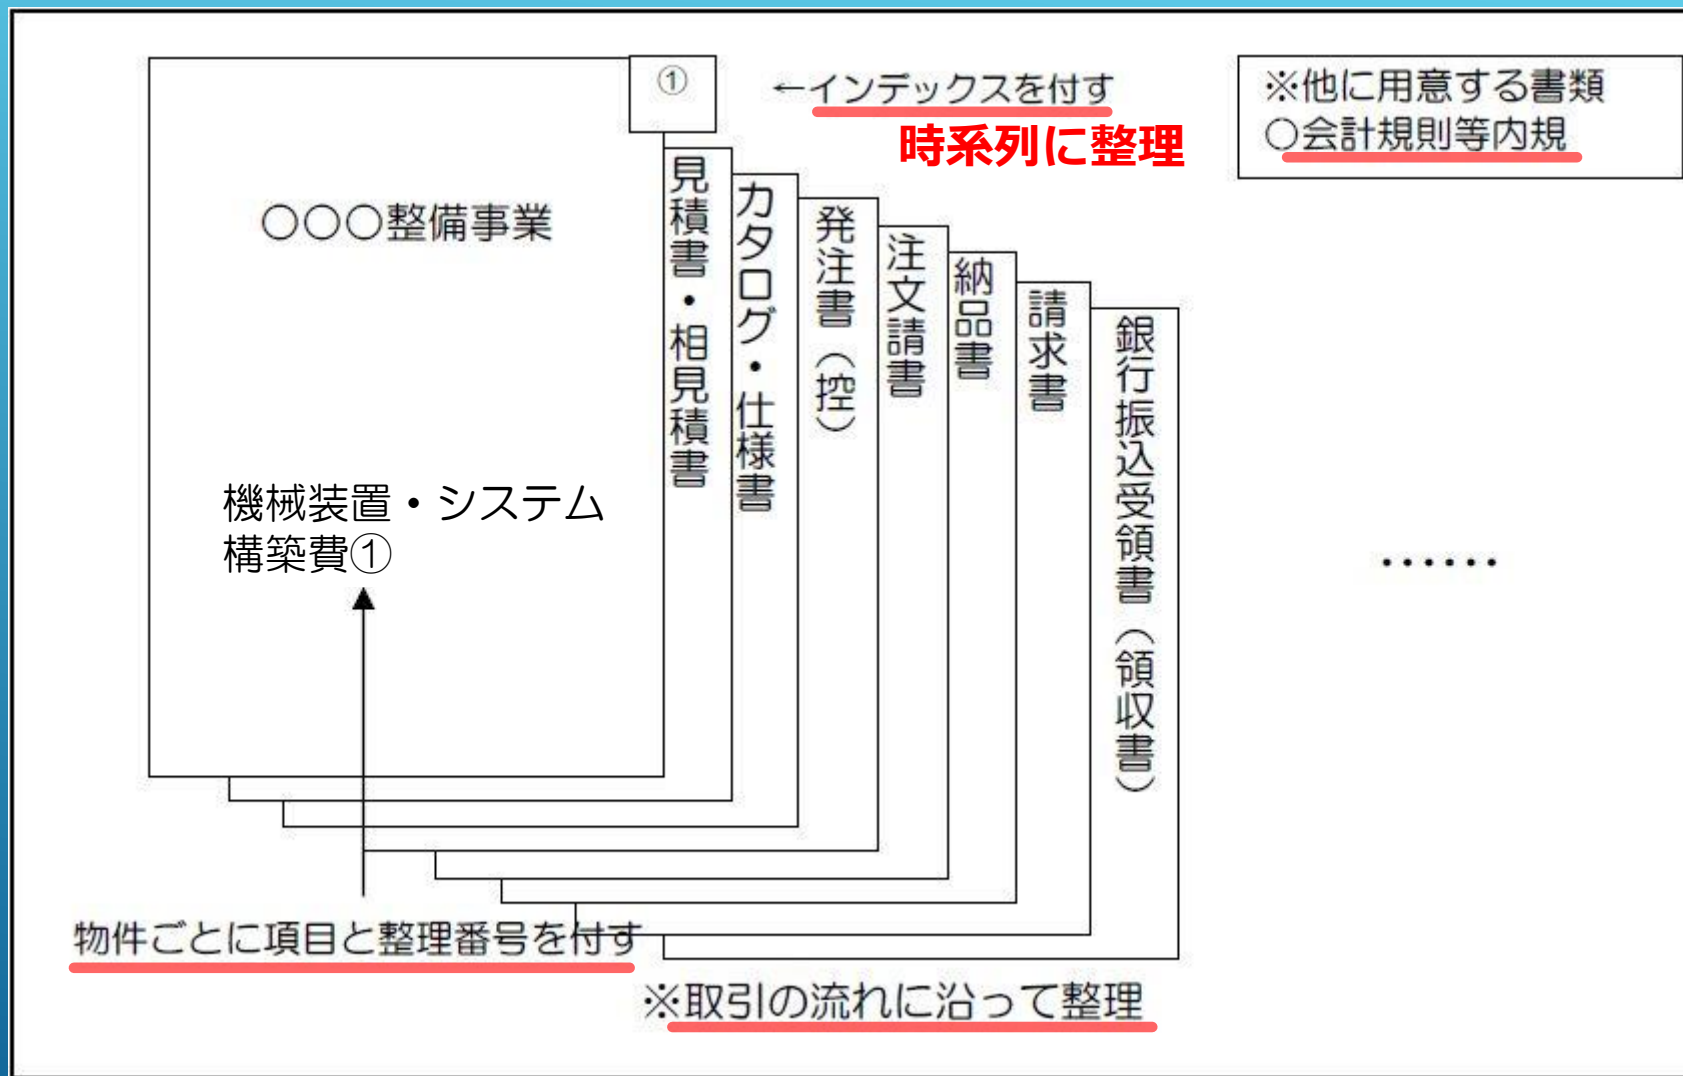 ①
←インデックスを付す
時系列に整理
※他に用意する書類
○会計規則等内規
○○○整備事業
機械装置・システム
構築費①
見積書・相見積書
カタログ・仕様書
発注書（控）
注文請書
納品書
請求書
銀行振込受領書（領収書）
……
物件ごとに項目と整理番号を付す
※取引の流れに沿って整理